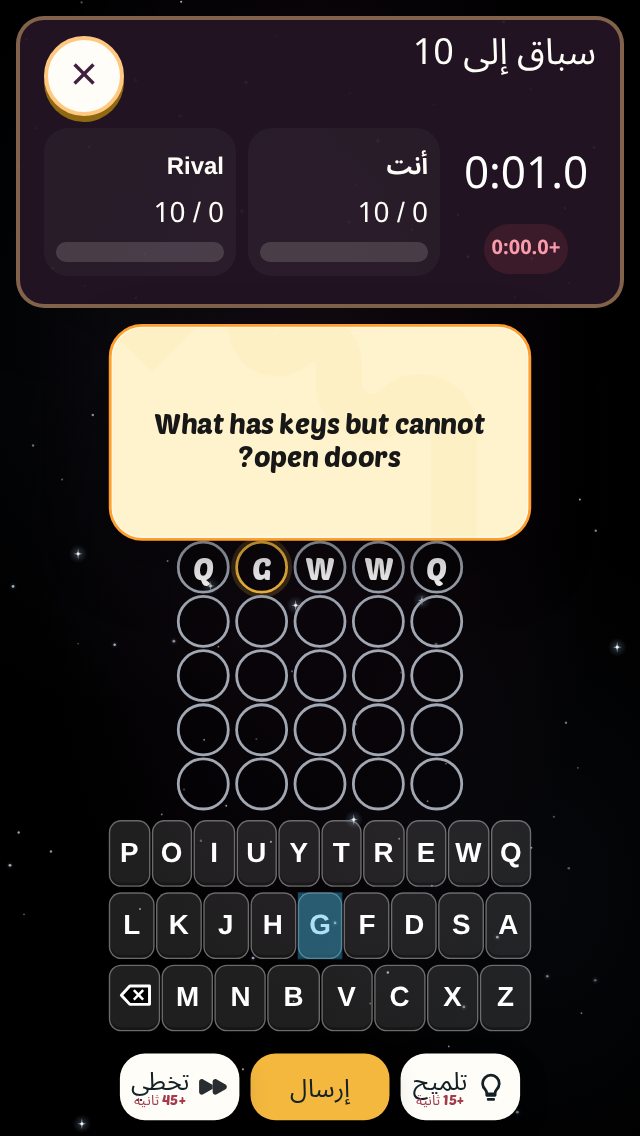 سباق إلى 10
×
0:01.0
+0:00.0
أنت
10 / 0
Rival
10 / 0
What has keys but cannot
?open doors
Q G W W Q
P O I U Y T R E W Q
L K J H G F D S A
M N B V C X Z
تلميح
+15 ثانية
إرسال
تخطي
+45 ثانية